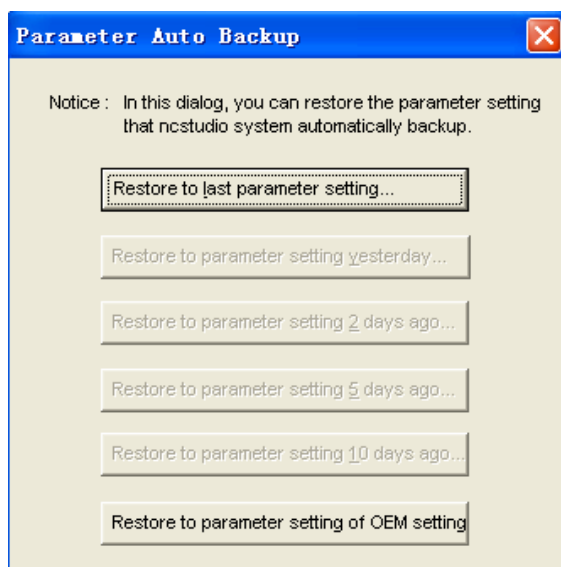 Parameter Auto Backup
Notice : In this dialog, you can restore the parameter setting
that ncstudio system automatically backup.
Restore to last parameter setting...
Restore to parameter setting yesterday...
Restore to parameter setting 2 days ago...
Restore to parameter setting 5 days ago...
Restore to parameter setting 10 days ago...
Restore to parameter setting of OEM setting